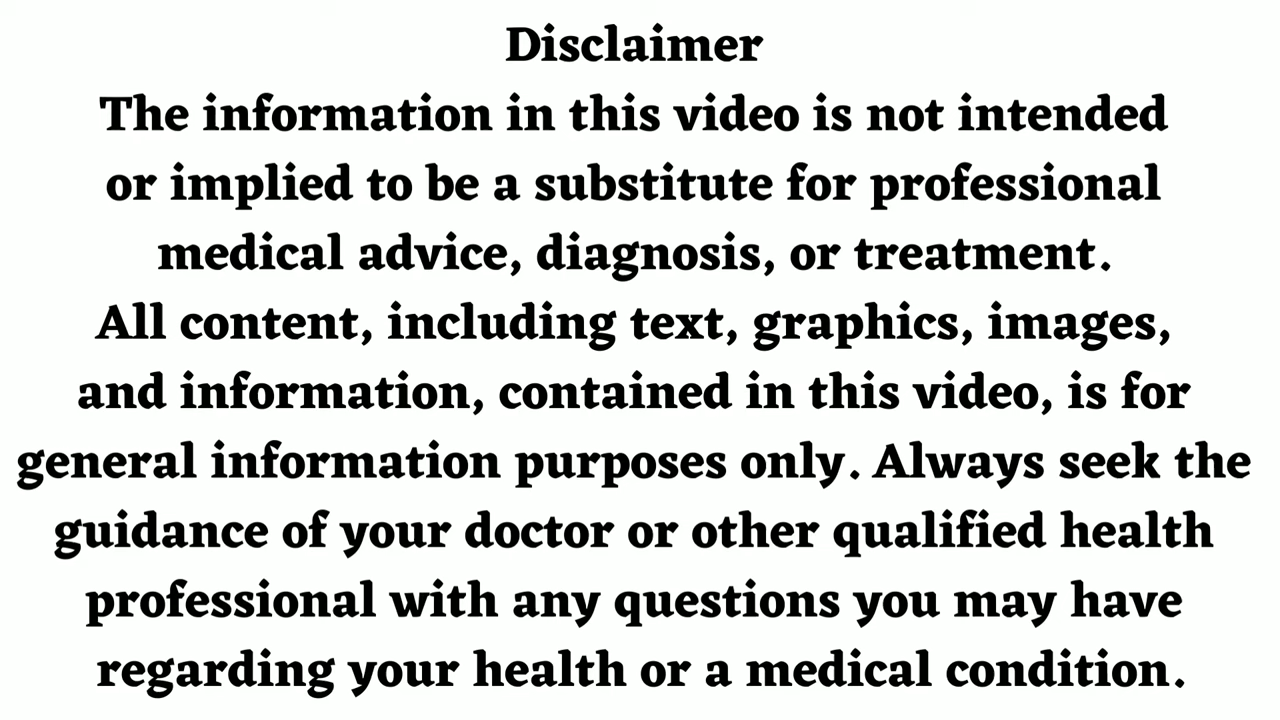 Disclaimer
The information in this video is not intended
or implied to be a substitute for professional
medical advice, diagnosis, or treatment.
All content, including text, graphics, images,
and information, contained in this video, is for
general information purposes only. Always seek the
guidance of your doctor or other qualified health
professional with any questions you may have
regarding your health or a medical condition.